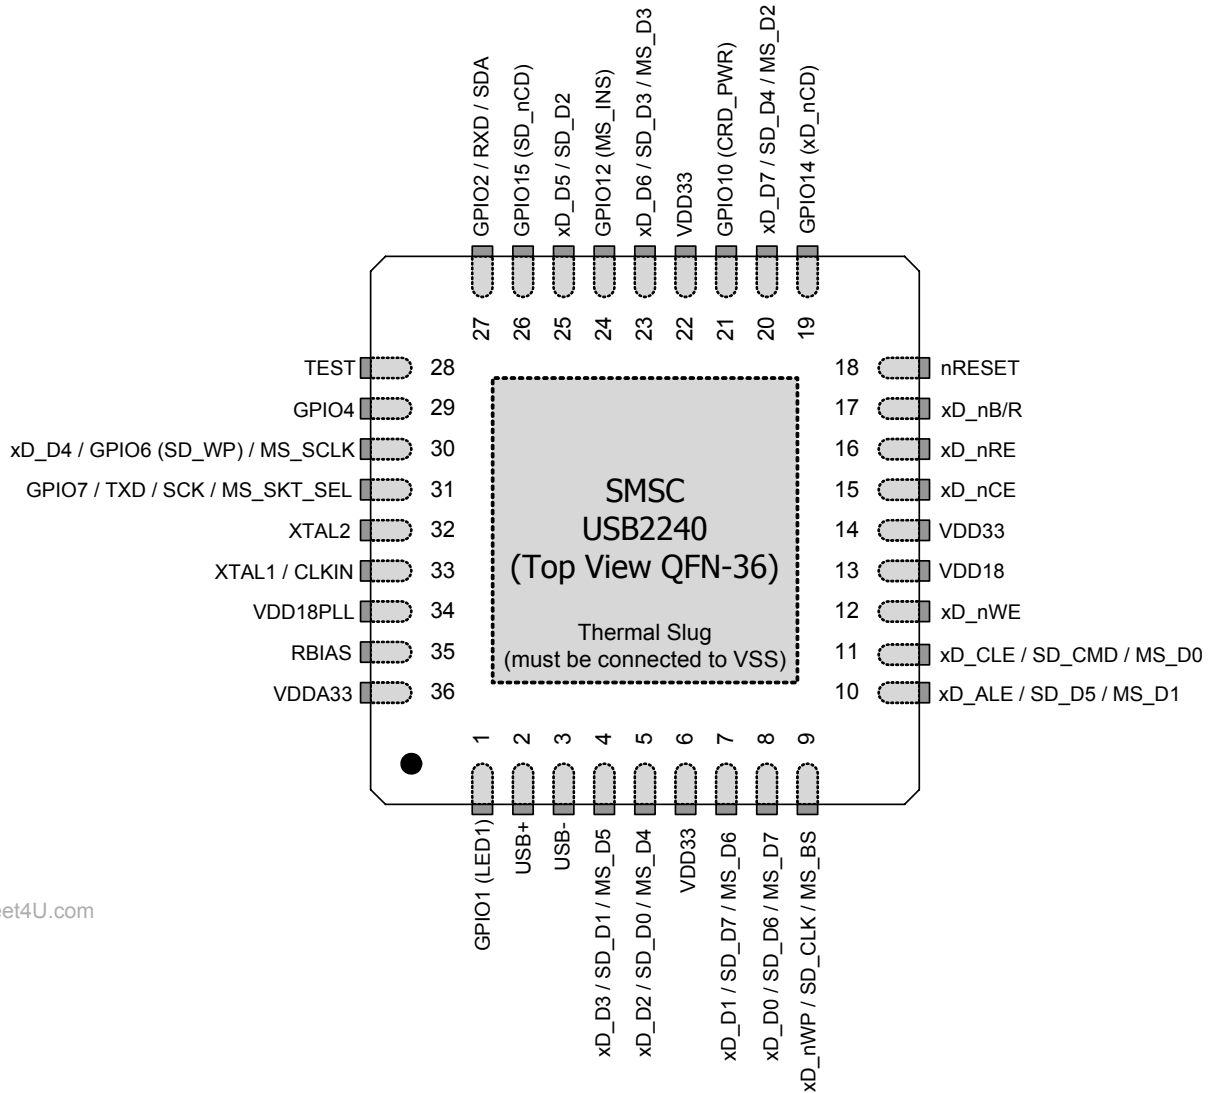 GPIO2 / RXD / SDA
GPIO15 (SD_nCD)
xD_D5 / SD_D2
GPIO12 (MS_INS)
xD_D6 / SD_D3 / MS_D3
VDD33
GPIO10 (CRD_PWR)
xD_D7 / SD_D4 / MS_D2
GPIO14 (xD_nCD)
27
26
25
24
23
22
21
20
19
TEST 28
GPIO4 29
xD_D4 / GPIO6 (SD_WP) / MS_SCLK 30
GPIO7 / TXD / SCK / MS_SKT_SEL 31
XTAL2 32
XTAL1 / CLKIN 33
VDD18PLL 34
RBIAS 35
VDDA33 36
SMSC
USB2240
(Top View QFN-36)
Thermal Slug
(must be connected to VSS)
18 nRESET
17 xD_nB/R
16 xD_nRE
15 xD_nCE
14 VDD33
13 VDD18
12 xD_nWE
11 xD_CLE / SD_CMD / MS_D0
10 xD_ALE / SD_D5 / MS_D1
1
2
3
4
5
6
7
8
9
GPIO1 (LED1)
USB+
USB-
xD_D3 / SD_D1 / MS_D5
xD_D2 / SD_D0 / MS_D4
VDD33
xD_D1 / SD_D7 / MS_D6
xD_D0 / SD_D6 / MS_D7
xD_nWP / SD_CLK / MS_BS
et4U.com